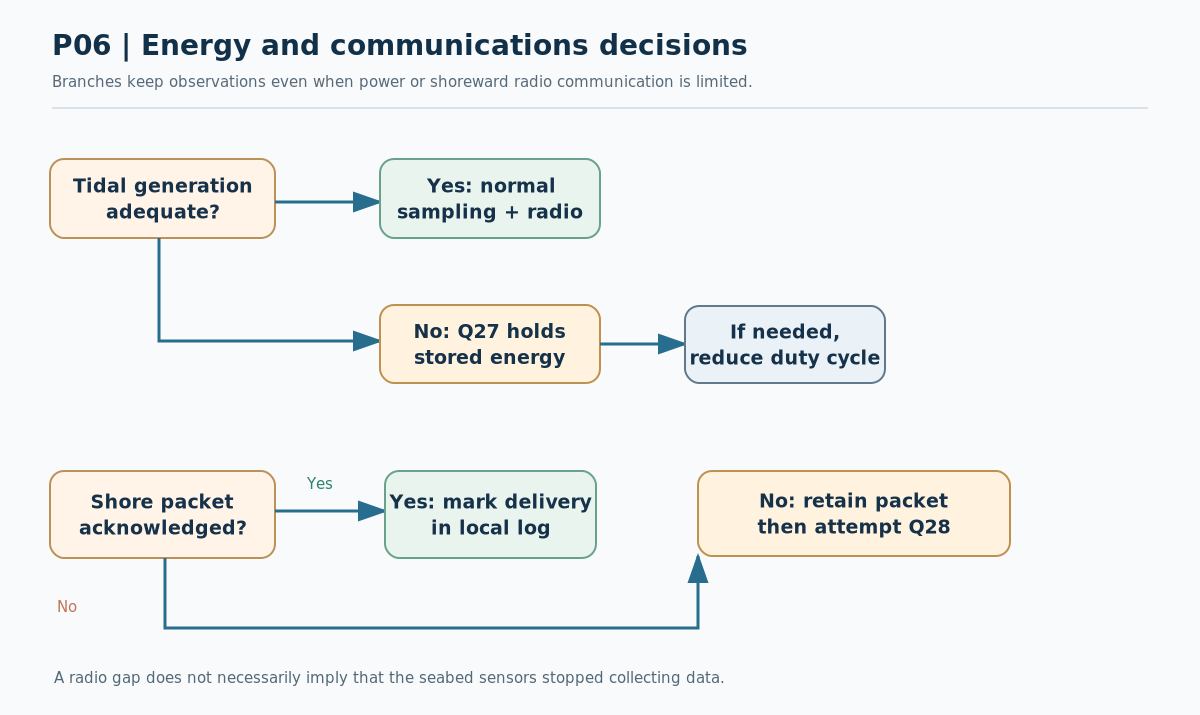 P06 | Energy and communications decisions
Branches keep observations even when power or shoreward radio communication is limited.
Tidal generation
adequate?
Yes: normal
sampling + radio
No: Q27 holds
stored energy
If needed,
reduce duty cycle
Shore packet
acknowledged?
Yes
Yes: mark delivery
in local log
No: retain packet
then attempt Q28
No
A radio gap does not necessarily imply that the seabed sensors stopped collecting data.